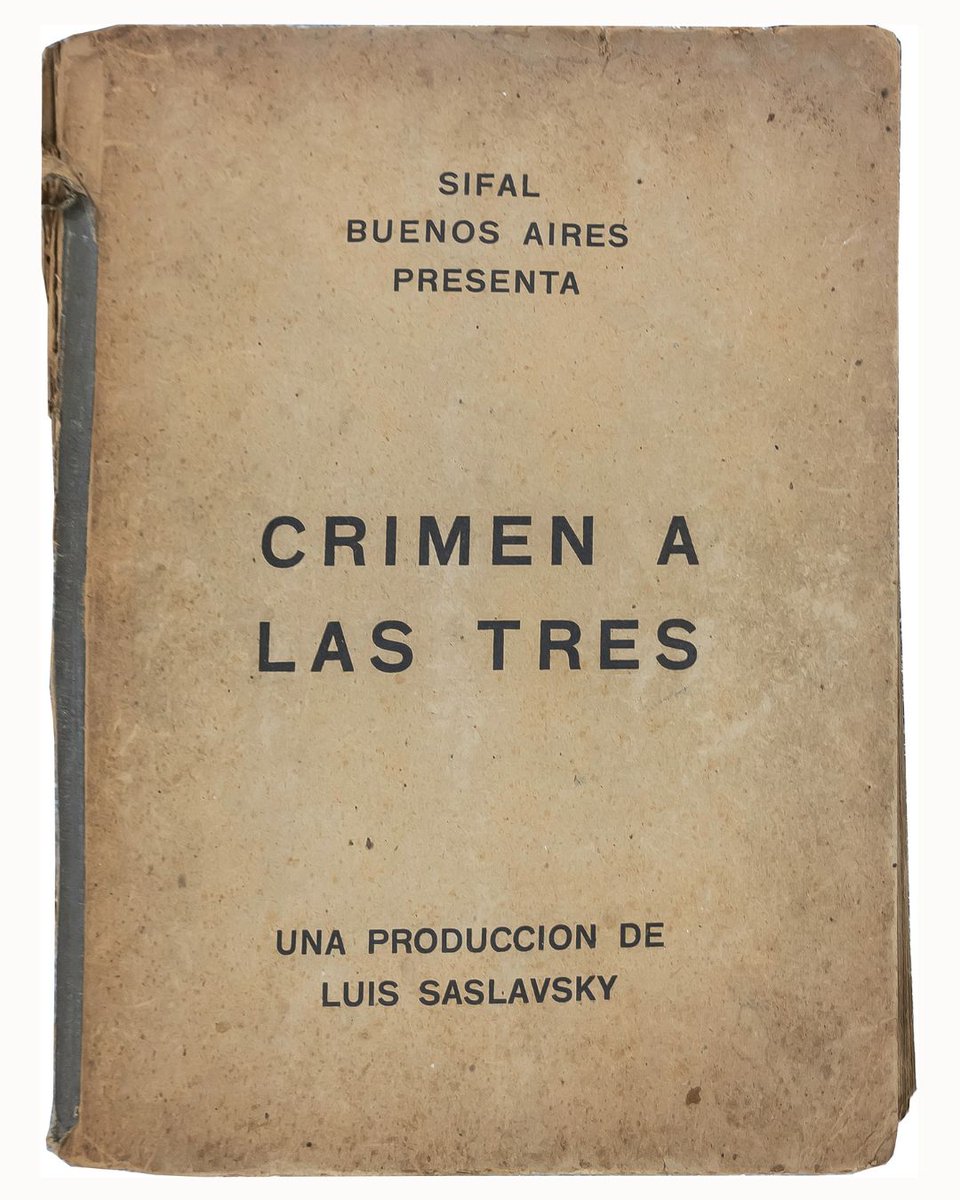 SIFAL
BUENOS AIRES
PRESENTA
CRIMEN A
LAS TRES
UNA PRODUCCION DE
LUIS SASLAVSKY